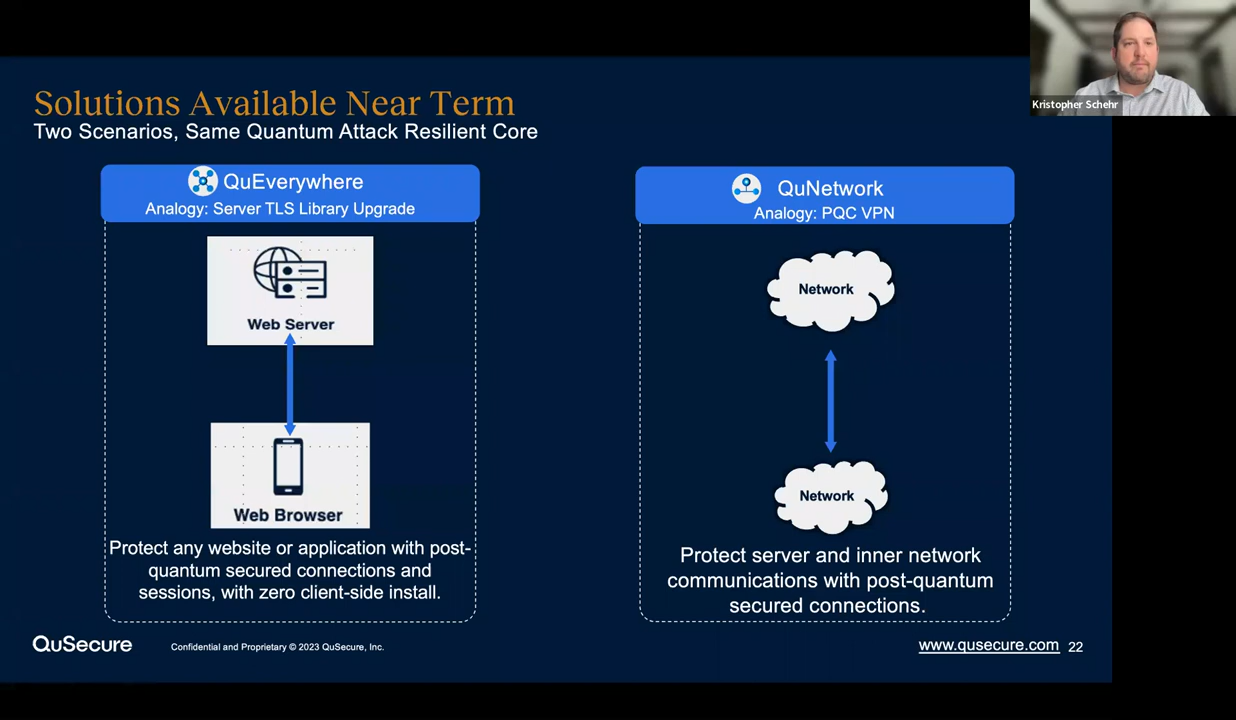 Kristopher Schehr
Solutions Available Near Term
Two Scenarios, Same Quantum Attack Resilient Core
QuEverywhere
Analogy: Server TLS Library Upgrade
Web Server
Web Browser
Protect any website or application with post-
quantum secured connections and
sessions, with zero client-side install.
QuNetwork
Analogy: PQC VPN
Network
Network
Protect server and inner network
communications with post-quantum
secured connections.
QuSecure
Confidential and Proprietary © 2023 QuSecure, Inc.
www.qusecure.com 22